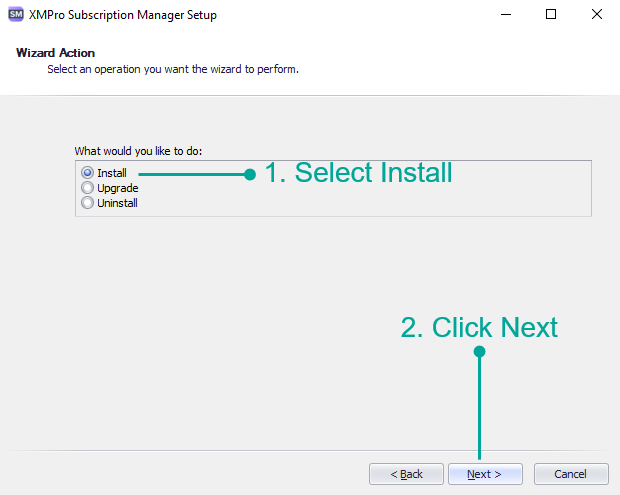 SM XMPro Subscription Manager Setup
Wizard Action
Select an operation you want the wizard to perform.
What would you like to do:
Install
1. Select Install
Upgrade
Uninstall
2. Click Next
< Back Next > Cancel